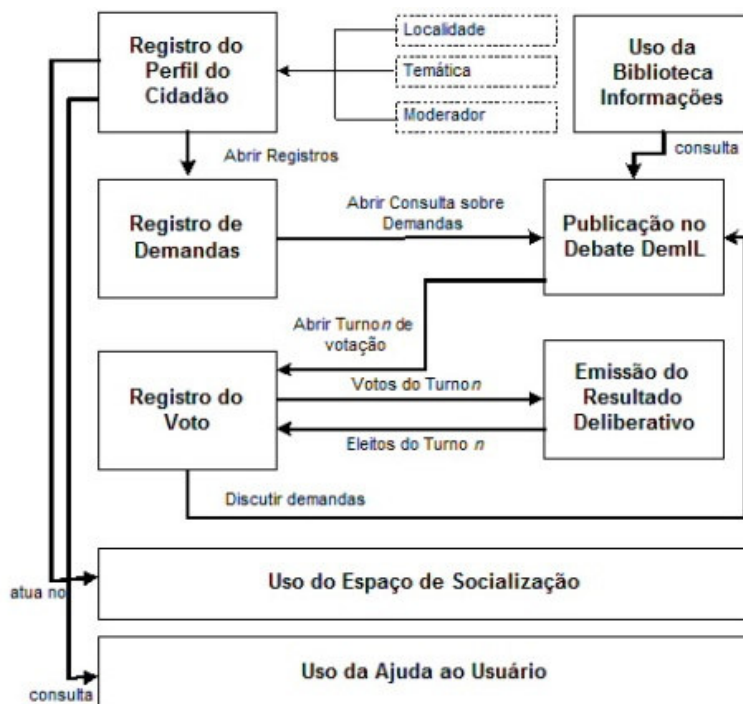 Registro do
Perfil do
Cidadão
Localidade
Temática
Moderador
Uso da
Biblioteca
Informações
Abrir Registros
consulta
Registro de
Demandas
Abrir Consulta sobre
Demandas
Publicação no
Debate DemIL
Abrir Turno n de
votação
Registro do
Voto
Votos do Turno n
Eleitos do Turno n
Emissão do
Resultado
Deliberativo
Discutir demandas
Uso do Espaço de Socialização
atua no
Uso da Ajuda ao Usuário
consulta